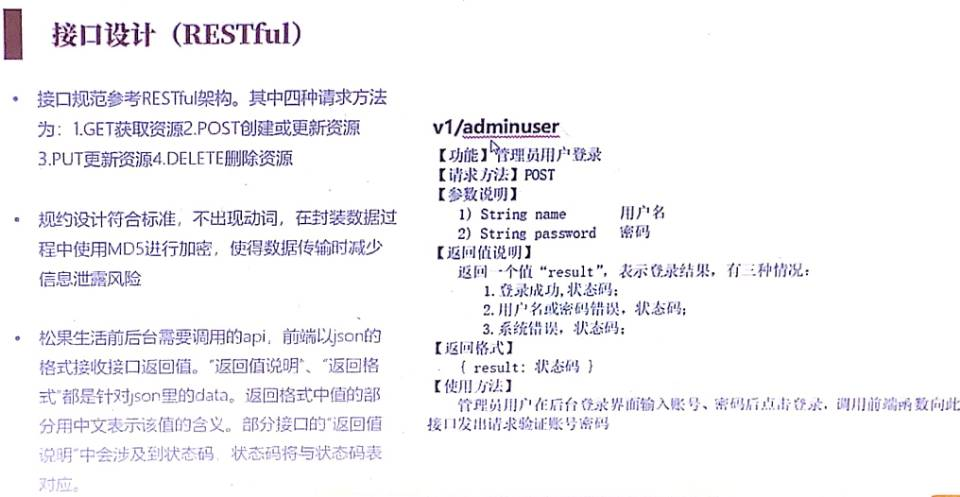 接口设计（RESTful）
• 接口规范参考RESTful架构。其中四种请求方法
为：1.GET获取资源2.POST创建或更新资源
3.PUT更新资源4.DELETE删除资源
• 规约设计符合标准，不出现动词，在封装数据过
程中使用MD5进行加密，使得数据传输时减少
信息泄露风险
• 松果生活前后台需要调用的api，前端以json的
格式接收接口返回值。"返回值说明"、"返回格
式"都是针对json里的data。返回格式中值的部
分用中文表示该值的含义。部分接口的"返回值
说明"中会涉及到状态码，状态码将与状态码表
对应。
v1/adminuser
【功能】管理员用户登录
【请求方法】POST
【参数说明】
1) String name 用户名
2) String password 密码
【返回值说明】
返回一个值“result”，表示登录结果，有三种情况：
1.登录成功,状态码；
2.用户名或密码错误，状态码；
3.系统错误，状态码；
【返回格式】
{ result: 状态码 }
【使用方法】
管理员用户在后台登录界面输入账号、密码后点击登录，调用前端函数向此
接口发出请求验证账号密码